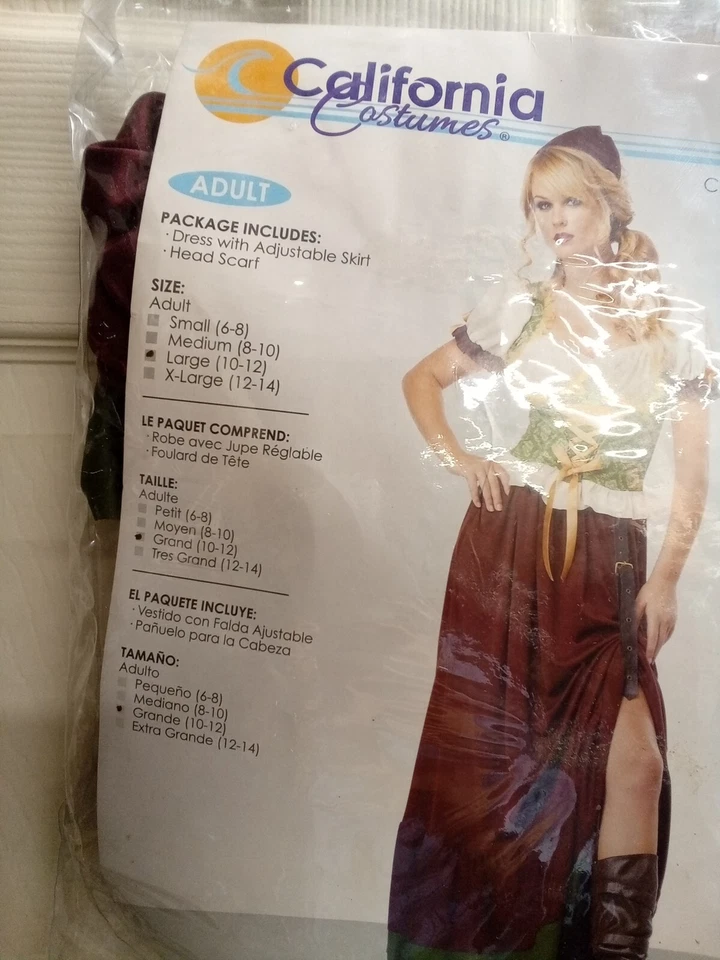 California
Costumes®
ADULT
PACKAGE INCLUDES:
· Dress with Adjustable Skirt
· Head Scarf
SIZE:
Adult
Small (6-8)
Medium (8-10)
Large (10-12)
X-Large (12-14)
LE PAQUET COMPREND:
· Robe avec Jupe Réglable
· Foulard de Tête
TAILLE:
Adulte
Petit (6-8)
Moyen (8-10)
Grand (10-12)
Tres Grand (12-14)
EL PAQUETE INCLUYE:
· Vestido con Falda Ajustable
· Pañuelo para la Cabeza
TAMAÑO:
Adulto
Pequeño (6-8)
Mediano (8-10)
Grande (10-12)
Extra Grande (12-14)